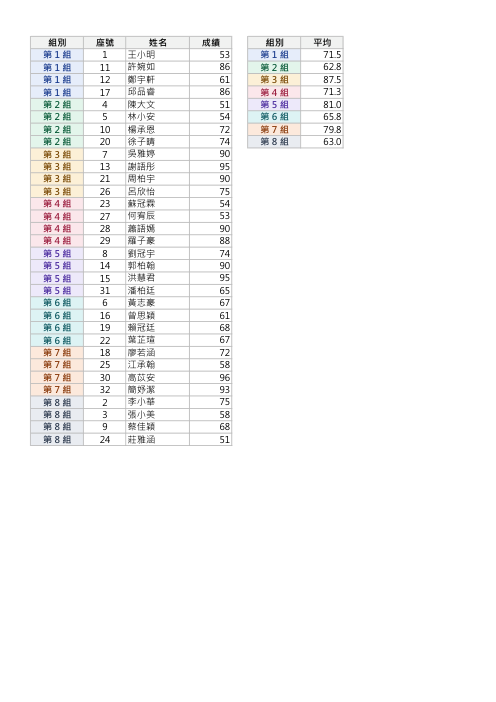 組別 座號 姓名 成績
第 1 組 1 王小明 53
第 1 組 11 許婉如 86
第 1 組 12 鄭宇軒 61
第 1 組 17 邱品睿 86
第 2 組 4 陳大文 51
第 2 組 5 林小安 54
第 2 組 10 楊承恩 72
第 2 組 20 徐子晴 74
第 3 組 7 吳雅婷 90
第 3 組 13 謝語彤 95
第 3 組 21 周柏宇 90
第 3 組 26 呂欣怡 75
第 4 組 23 蘇冠霖 54
第 4 組 27 何宥辰 53
第 4 組 28 蕭語嫣 90
第 4 組 29 羅子豪 88
第 5 組 8 劉冠宇 74
第 5 組 14 郭柏翰 90
第 5 組 15 洪慧君 95
第 5 組 31 潘柏廷 65
第 6 組 6 黃志豪 67
第 6 組 16 曾思穎 61
第 6 組 19 賴冠廷 68
第 6 組 22 葉芷瑄 67
第 7 組 18 廖若涵 72
第 7 組 25 江承翰 58
第 7 組 30 高苡安 96
第 7 組 32 簡妤潔 93
第 8 組 2 李小華 75
第 8 組 3 張小美 58
第 8 組 9 蔡佳穎 68
第 8 組 24 莊雅涵 51
組別 平均
第 1 組 71.5
第 2 組 62.8
第 3 組 87.5
第 4 組 71.3
第 5 組 81.0
第 6 組 65.8
第 7 組 79.8
第 8 組 63.0